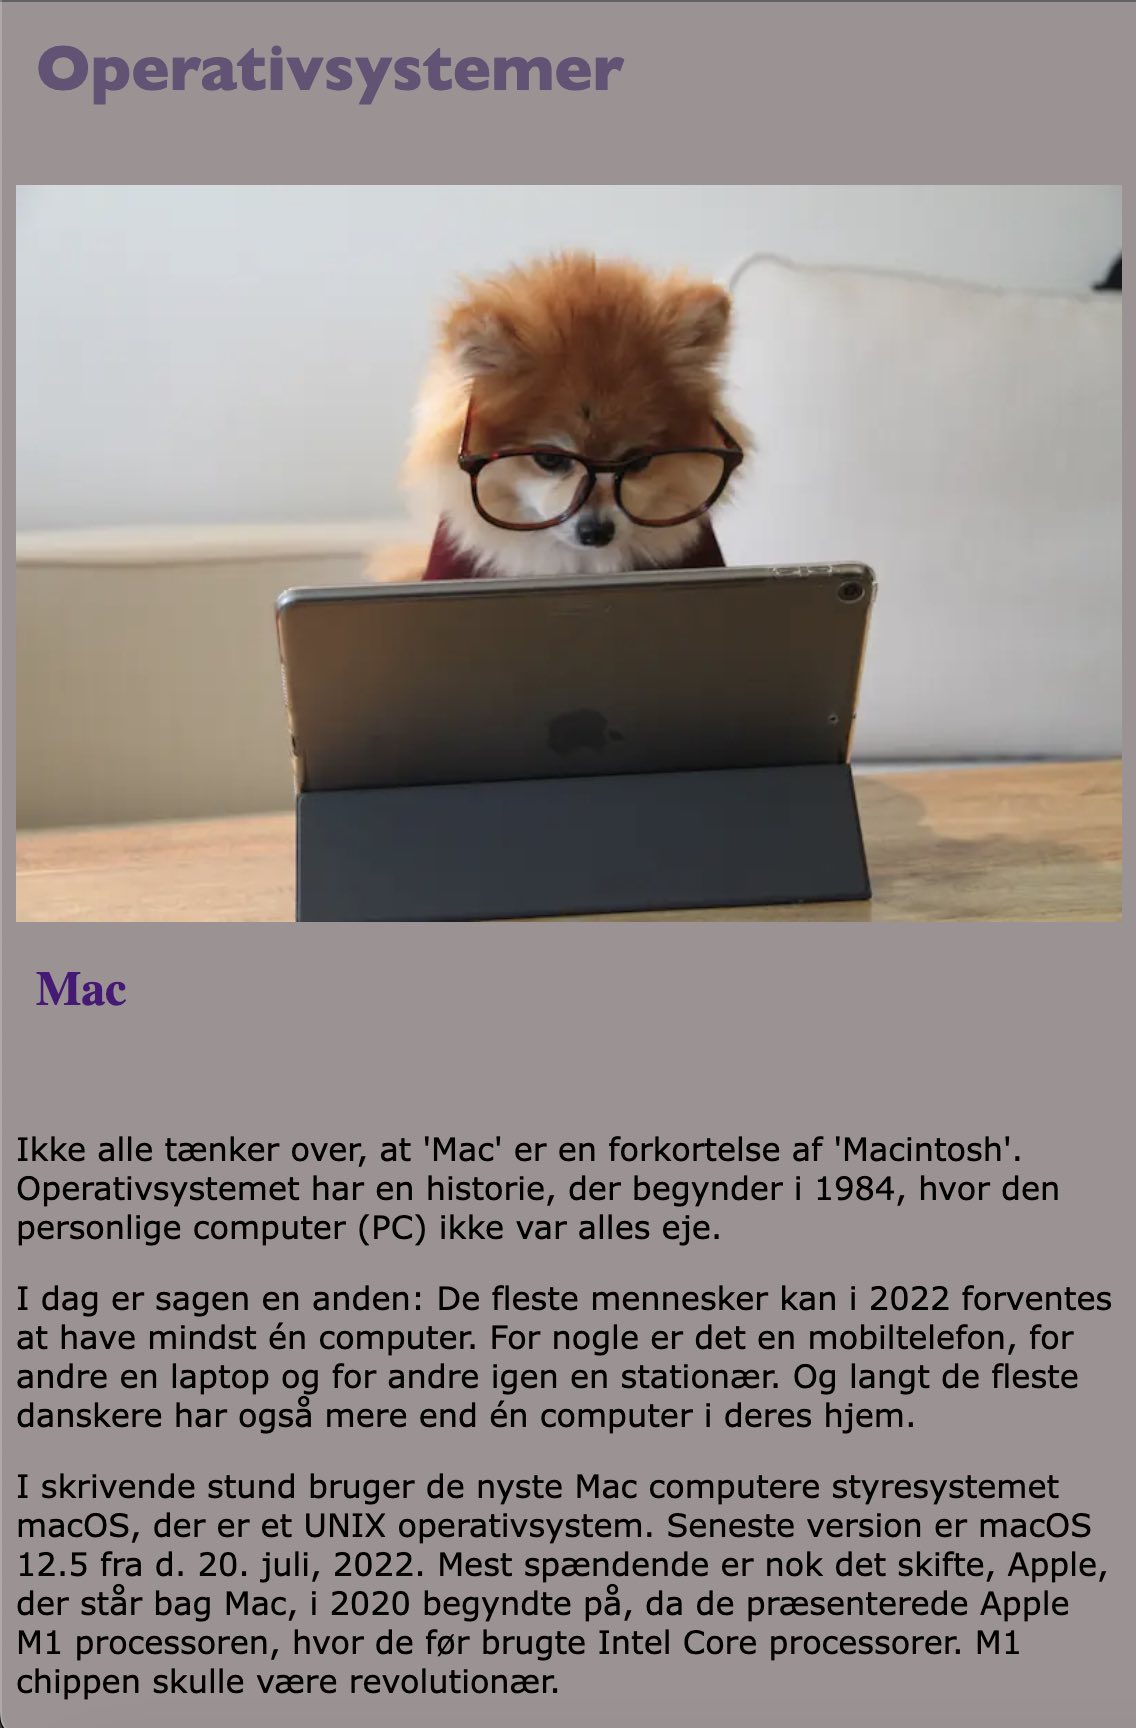 Operativsystemer
Mac
Ikke alle tænker over, at 'Mac' er en forkortelse af 'Macintosh'.
Operativsystemet har en historie, der begynder i 1984, hvor den
personlige computer (PC) ikke var alles eje.
I dag er sagen en anden: De fleste mennesker kan i 2022 forventes
at have mindst én computer. For nogle er det en mobiltelefon, for
andre en laptop og for andre igen en stationær. Og langt de fleste
danskere har også mere end én computer i deres hjem.
I skrivende stund bruger de nyste Mac computere styresystemet
macOS, der er et UNIX operativsystem. Seneste version er macOS
12.5 fra d. 20. juli, 2022. Mest spændende er nok det skifte, Apple,
der står bag Mac, i 2020 begyndte på, da de præsenterede Apple
M1 processoren, hvor de før brugte Intel Core processorer. M1
chippen skulle være revolutionær.